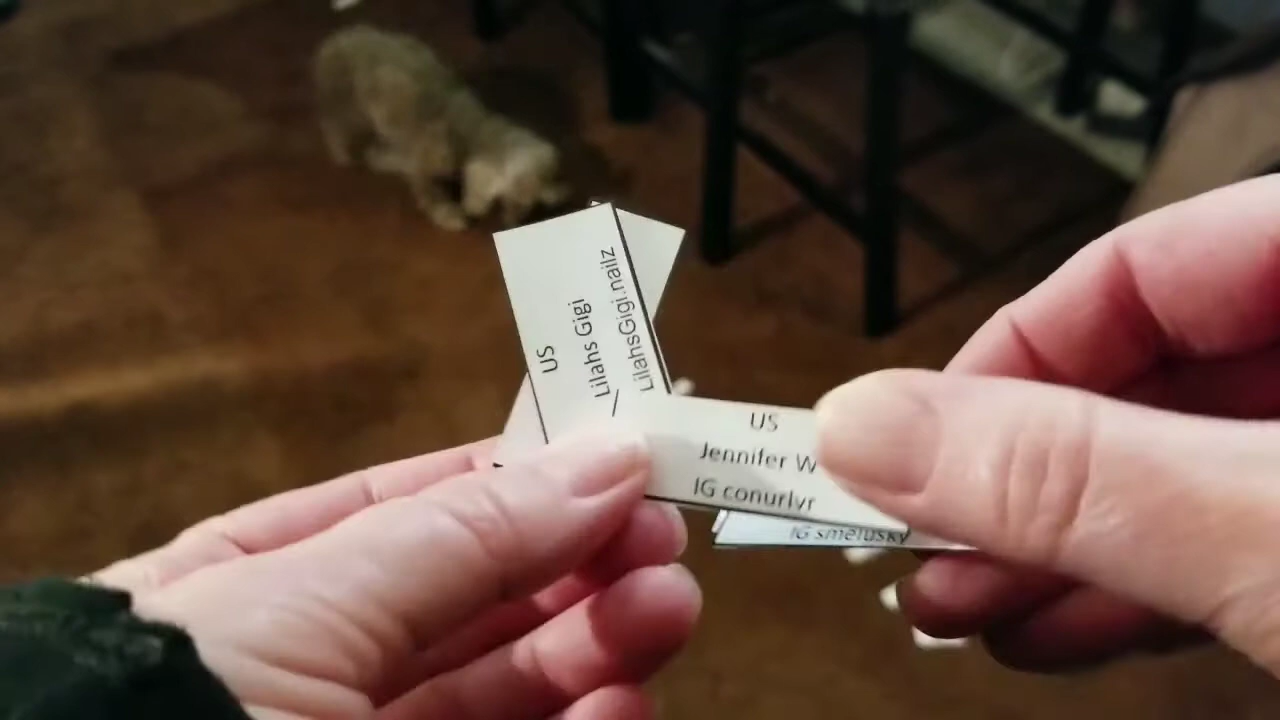 US
Lilahs Gigi
LilahsGigi.nailz
US
Jennifer W
IG conurlvr
IG smelusky